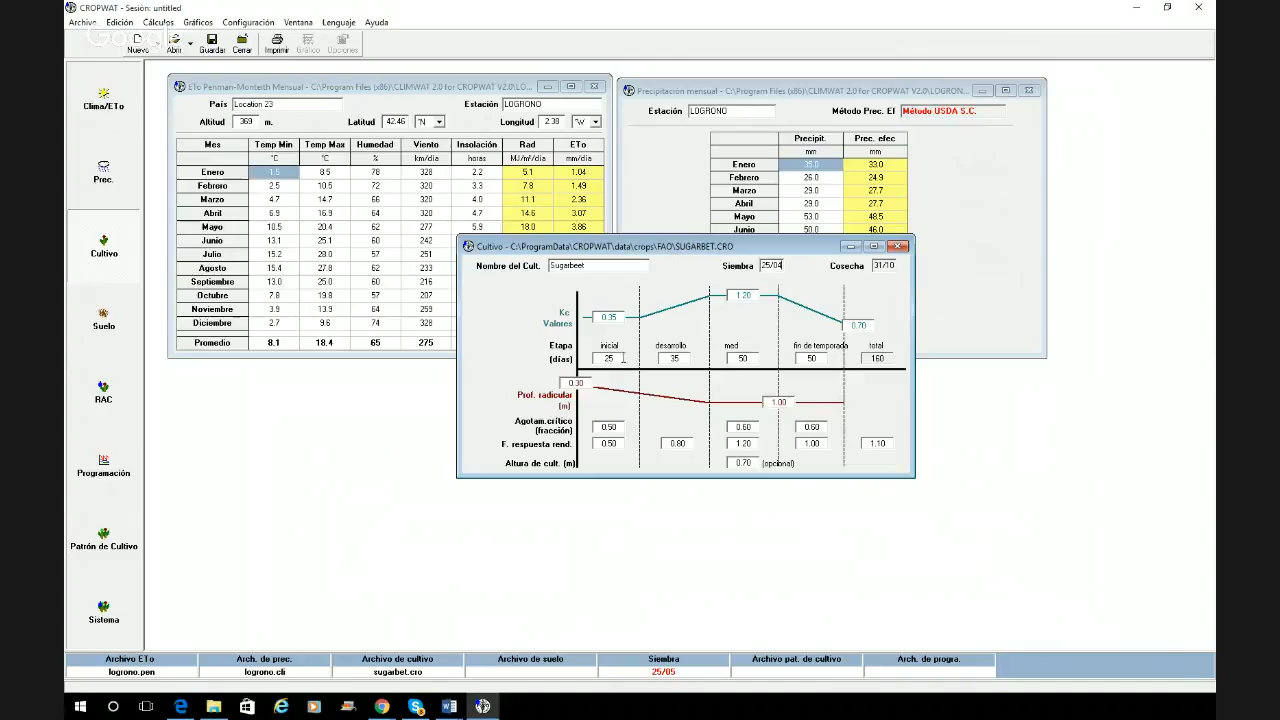 CROPWAT - Sesión: untitled
Archivo Edición Cálculos Gráficos Configuración Ventana Lenguaje Ayuda
Google
Nuevo Abrir Guardar Cerrar Imprimir Gráfico Opciones
Clima/ETo
Prec.
Cultivo
Suelo
RAC
Programación
Patrón de Cultivo
Sistema
ETo Penman-Monteith Mensual - C:\Program Files (x86)\CLIMWAT 2.0 for CROPWAT V2.0\LOGRON...
País Location 23 Estación LOGRONO
Altitud 369 m. Latitud 42.46 °N Longitud 2.38 °W
Mes Temp Min Temp Max Humedad Viento Insolación Rad ETo
°C °C % km/día horas MJ/m²/día mm/día
Enero 1.5 8.5 78 328 2.2 5.1 1.04
Febrero 2.5 10.5 72 320 3.3 7.8 1.49
Marzo 4.7 14.7 66 320 4.0 11.1 2.36
Abril 6.9 16.9 64 320 4.7 14.6 3.07
Mayo 10.5 20.4 62 277 5.9 18.0 3.86
Junio 13.1 25.1 60 242
Julio 15.2 28.0 57 251
Agosto 15.4 27.8 62 233
Septiembre 13.0 25.0 60 216
Octubre 7.8 19.8 57 207
Noviembre 3.9 13.9 64 259
Diciembre 2.7 9.6 74 328
Promedio 8.1 18.4 65 275
Precipitación mensual - C:\Program Files (x86)\CLIMWAT 2.0 for CROPWAT V2.0\LOGRON...
Estación LOGRONO Método Prec. Ef Método USDA S.C.
Precipit. Prec. efec
mm mm
Enero 35.0 33.0
Febrero 26.0 24.9
Marzo 29.0 27.7
Abril 29.0 27.7
Mayo 53.0 48.5
Junio 50.0 46.0
Cultivo - C:\ProgramData\CROPWAT\data\crops\FAO\SUGARBET.CRO
Nombre del Cult. Sugarbeet Siembra 25/04 Cosecha 31/10
Kc
Valores
0.35 1.20 0.70
Etapa inicial desarollo med fin de temporada total
(días) 25 35 50 50 160
Prof. radicular
(m)
0.30 1.00
Agotam.crítico
(fracción)
0.50 0.60 0.60
F. respuesta rend. 0.50 0.80 1.20 1.00 1.10
Altura de cult. (m) 0.70 (opcional)
Archivo ETo Arch. de prec. Archivo de cultivo Archivo de suelo Siembra Archivo pat. de cultivo Arch. de progra.
logrono.pen logrono.cli sugarbet.cro 25/05